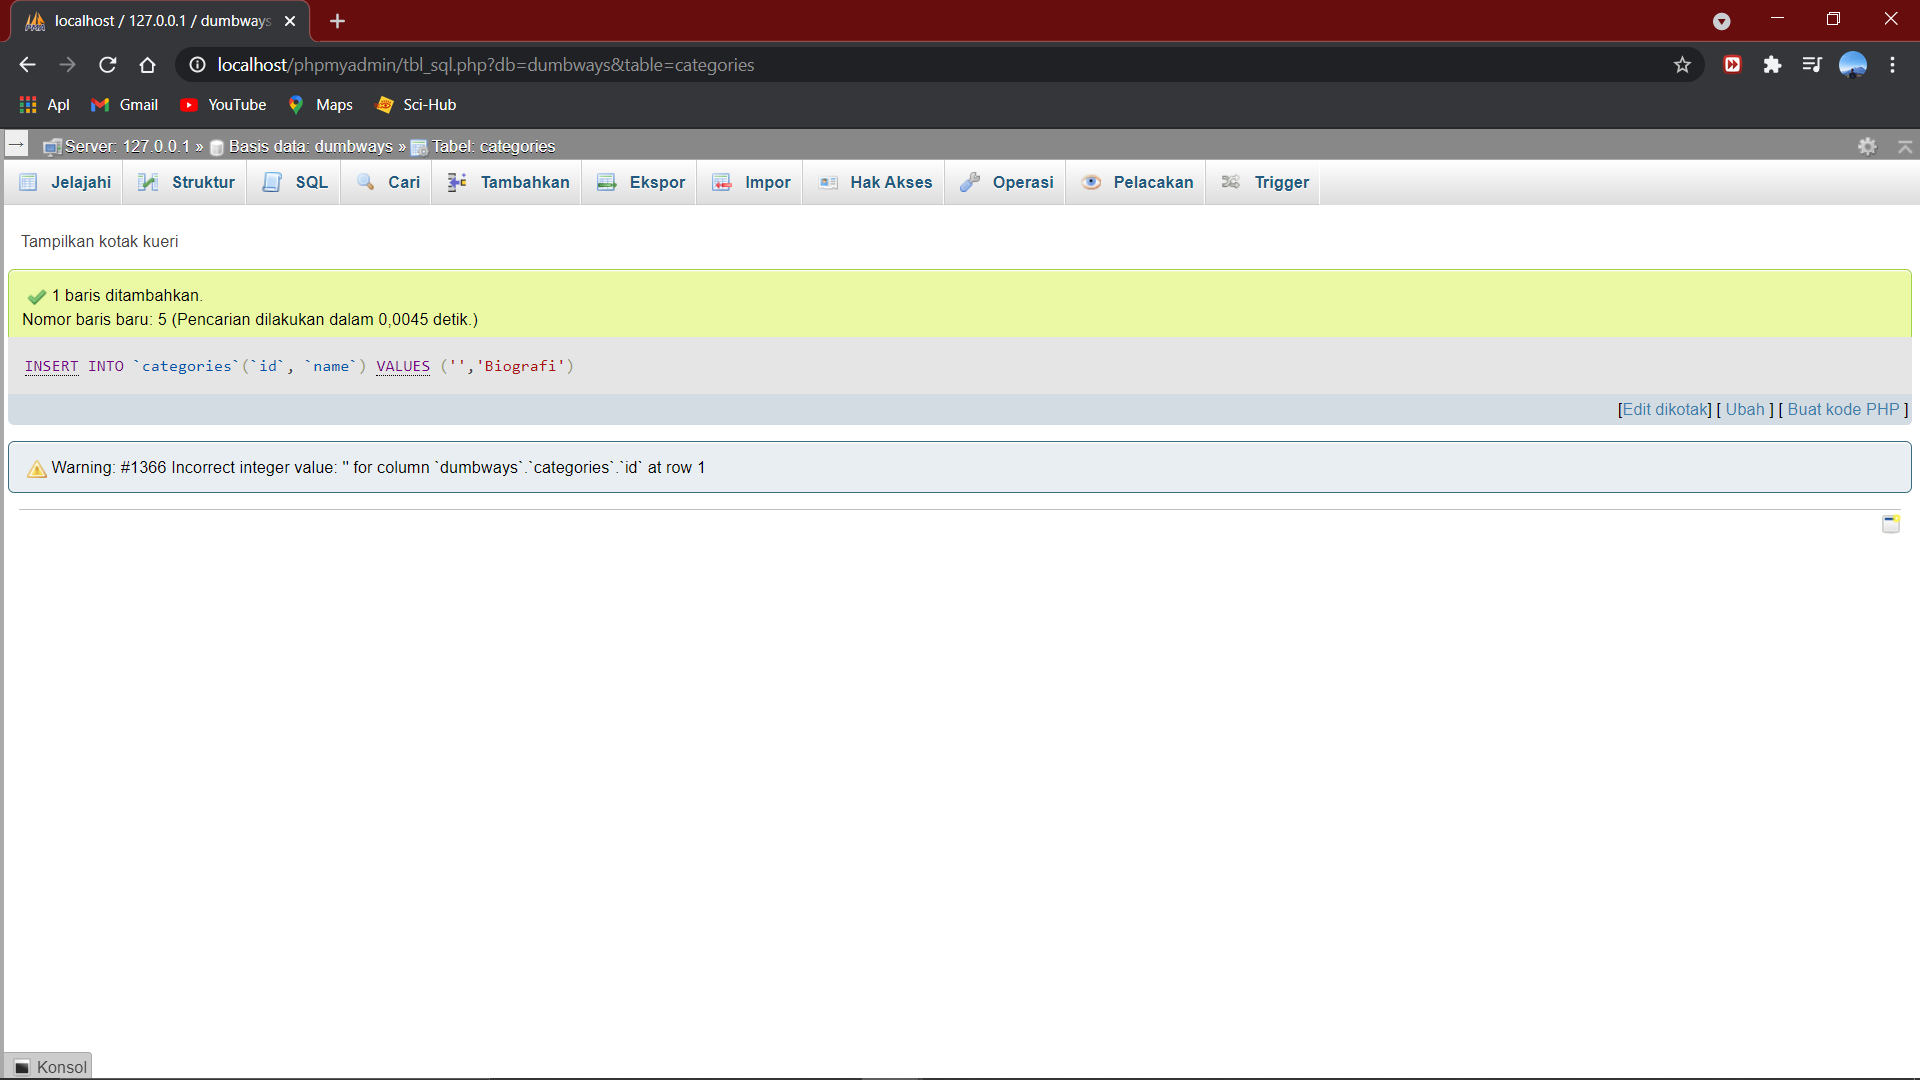 localhost / 127.0.0.1 / dumbways
localhost/phpmyadmin/tbl_sql.php?db=dumbways&table=categories
Apl Gmail YouTube Maps Sci-Hub
Server: 127.0.0.1 » Basis data: dumbways » Tabel: categories
Jelajahi Struktur SQL Cari Tambahkan Ekspor Impor Hak Akses Operasi Pelacakan Trigger
Tampilkan kotak kueri
1 baris ditambahkan.
Nomor baris baru: 5 (Pencarian dilakukan dalam 0,0045 detik.)
INSERT INTO `categories`(`id`, `name`) VALUES ('','Biografi')
[Edit dikotak] [ Ubah ] [ Buat kode PHP ]
Warning: #1366 Incorrect integer value: '' for column `dumbways`.`categories`.`id` at row 1
Konsol